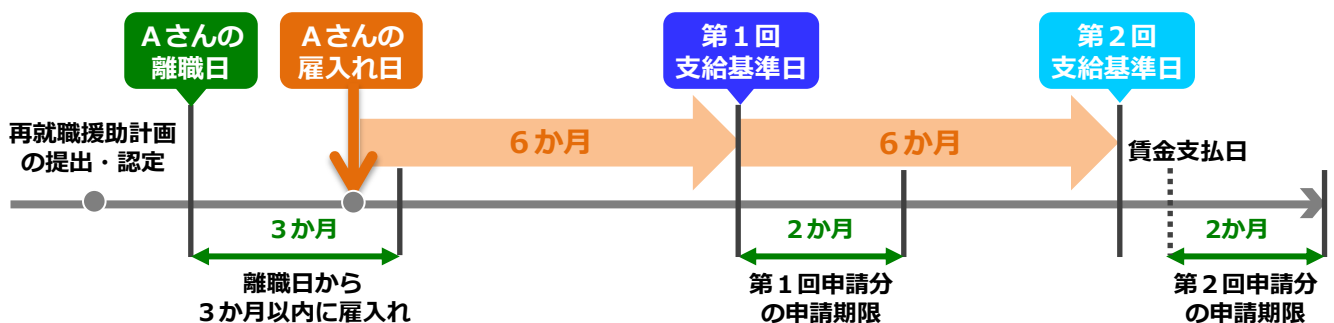 Ａさんの
離職日
Ａさんの
雇入れ日
第１回
支給基準日
第２回
支給基準日
再就職援助計画
の提出・認定
６か月
６か月
賃金支払日
３か月
２か月
2か月
離職日から
３か月以内に雇入れ
第１回申請分
の申請期限
第２回申請分
の申請期限